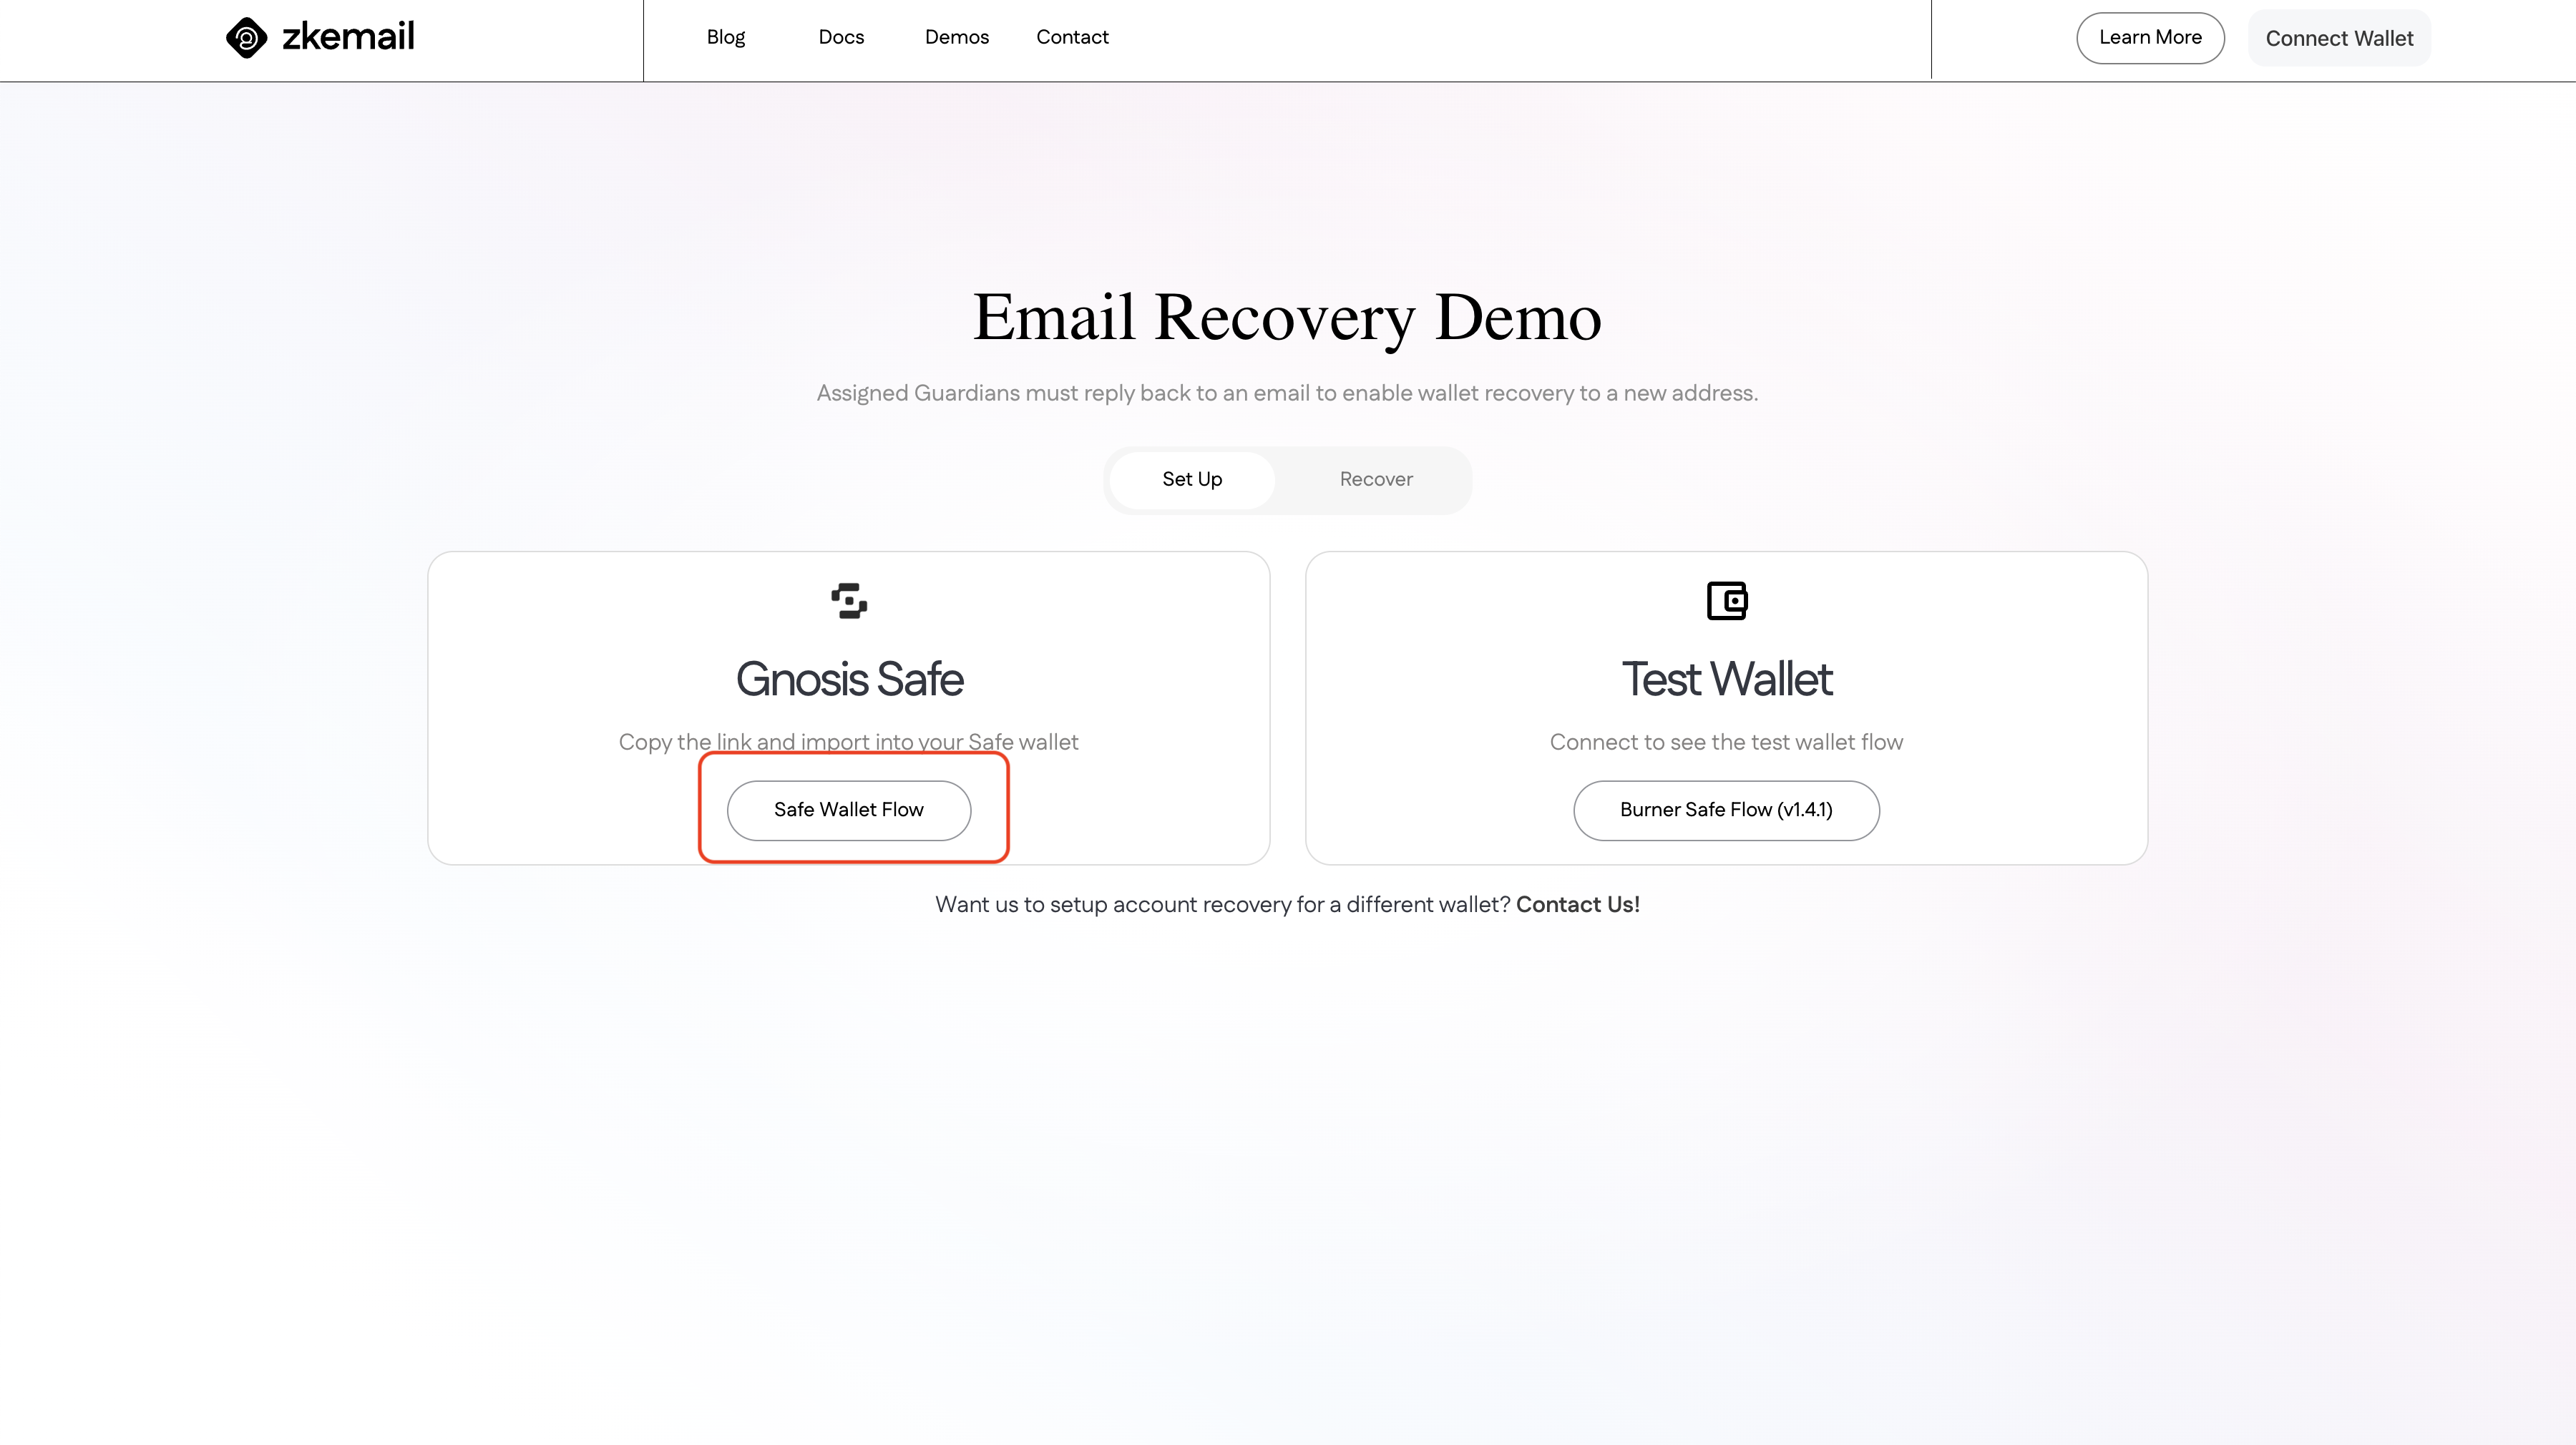 zkemail
Blog
Docs
Demos
Contact
Learn More
Connect Wallet
Email Recovery Demo
Assigned Guardians must reply back to an email to enable wallet recovery to a new address.
Set Up
Recover
Gnosis Safe
Copy the link and import into your Safe wallet
Safe Wallet Flow
Test Wallet
Connect to see the test wallet flow
Burner Safe Flow (v1.4.1)
Want us to setup account recovery for a different wallet? Contact Us!